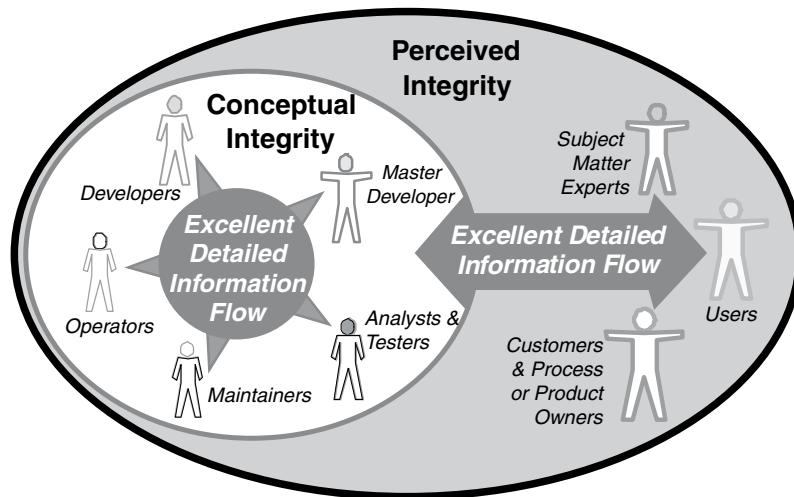 Perceived
Integrity
Conceptual
Integrity
Developers
Master
Developer
Excellent
Detailed
Information
Flow
Operators
Analysts &
Testers
Maintainers
Subject
Matter
Experts
Excellent Detailed
Information Flow
Users
Customers
& Process
or Product
Owners